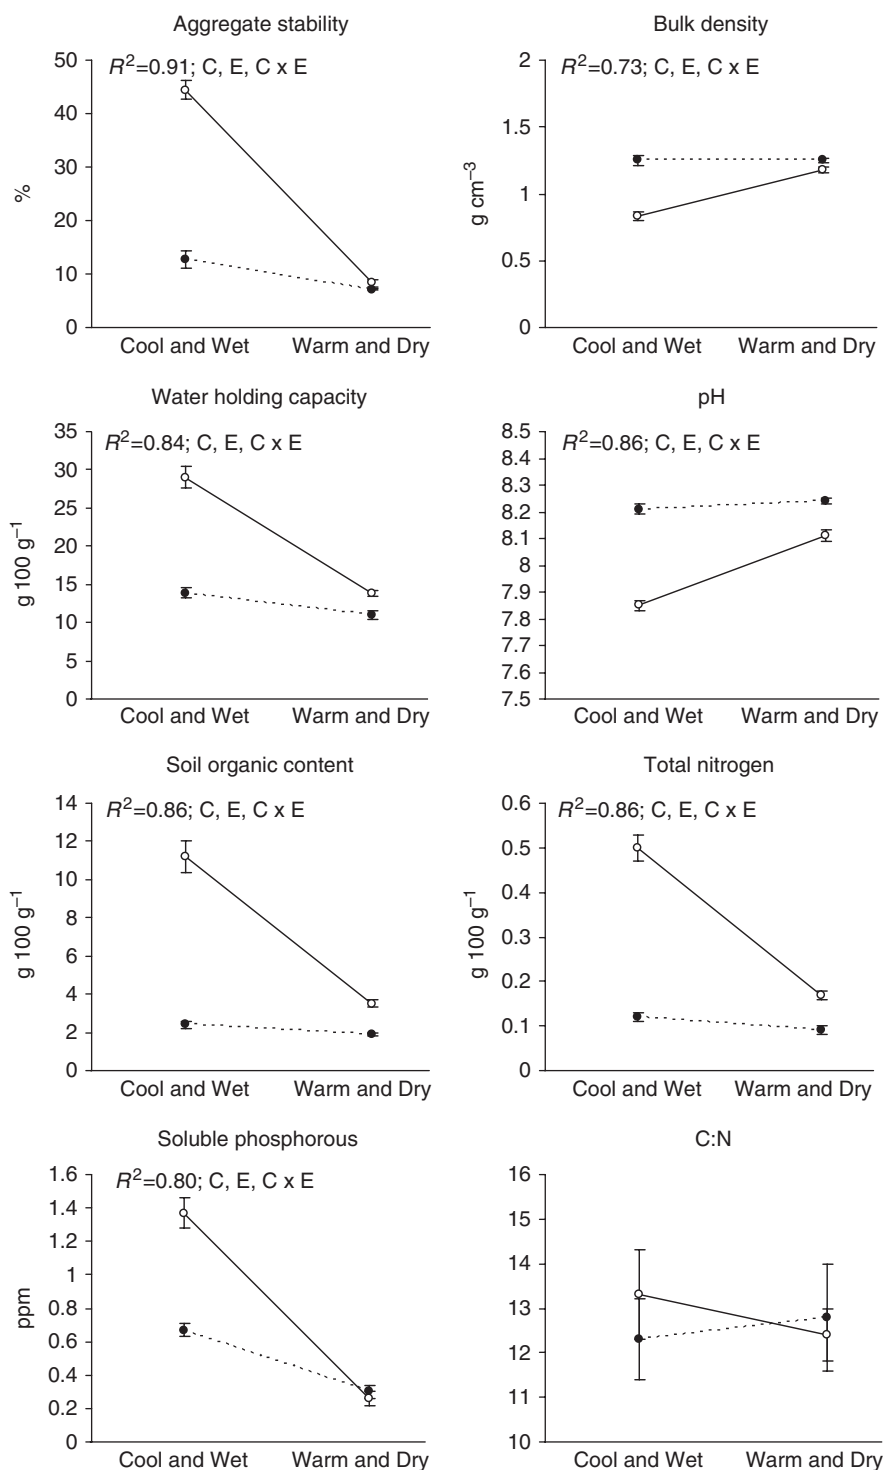 Aggregate stability
R²=0.91; C, E, C x E
50
40
30
20
10
0
%
Cool and Wet Warm and Dry
Bulk density
R²=0.73; C, E, C x E
2
1.5
1
0.5
0
g cm⁻³
Cool and Wet Warm and Dry
Water holding capacity
R²=0.84; C, E, C x E
35
30
25
20
15
10
5
0
g 100 g⁻¹
Cool and Wet Warm and Dry
pH
R²=0.86; C, E, C x E
8.5
8.4
8.3
8.2
8.1
8
7.9
7.8
7.7
7.6
7.5
Cool and Wet Warm and Dry
Soil organic content
R²=0.86; C, E, C x E
14
12
10
8
6
4
2
0
g 100 g⁻¹
Cool and Wet Warm and Dry
Total nitrogen
R²=0.86; C, E, C x E
0.6
0.5
0.4
0.3
0.2
0.1
0
g 100 g⁻¹
Cool and Wet Warm and Dry
Soluble phosphorous
R²=0.80; C, E, C x E
1.6
1.4
1.2
1
0.8
0.6
0.4
0.2
0
ppm
Cool and Wet Warm and Dry
C:N
16
15
14
13
12
11
10
Cool and Wet Warm and Dry